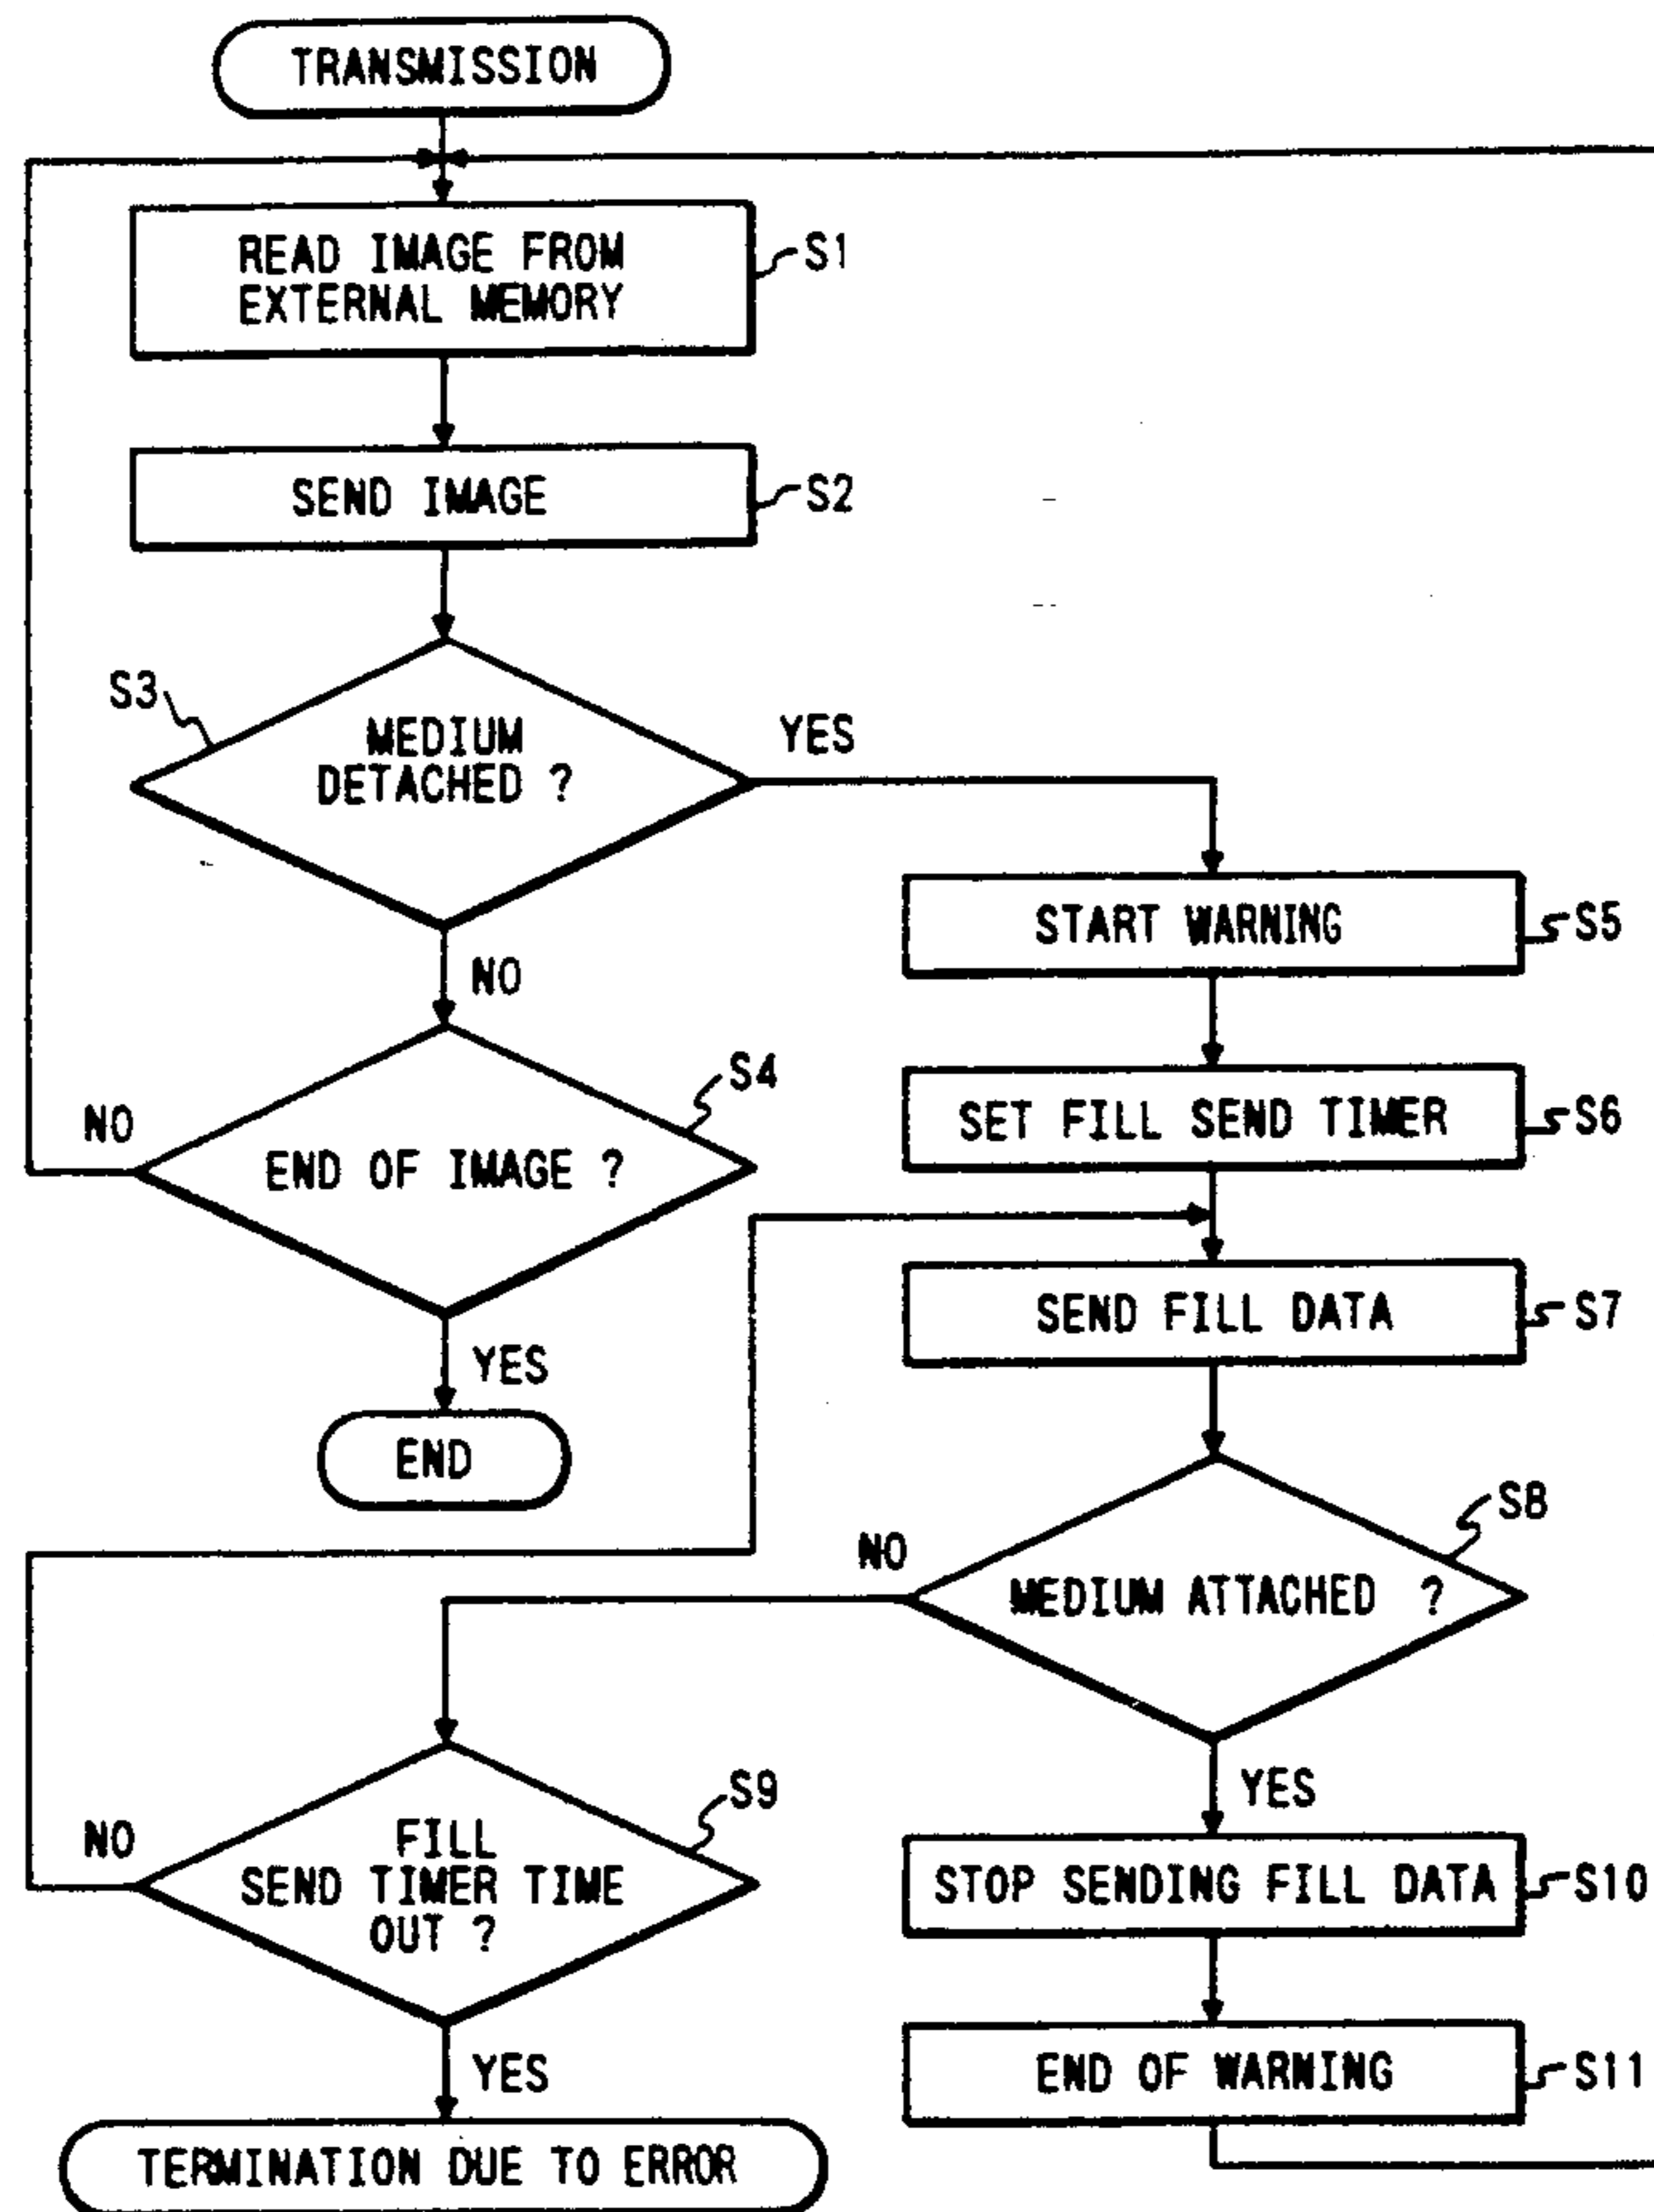 TRANSMISSION
READ IMAGE FROM
EXTERNAL MEMORY
S1
SEND IMAGE
S2
S3
MEDIUM
DETACHED ?
YES
NO
START WARNING
S5
S4
NO
END OF IMAGE ?
SET FILL SEND TIMER
S6
YES
SEND FILL DATA
S7
END
S8
NO
MEDIUM ATTACHED ?
YES
S9
NO
FILL
SEND TIMER TIME
OUT ?
STOP SENDING FILL DATA
S10
YES
END OF WARNING
S11
TERMINATION DUE TO ERROR